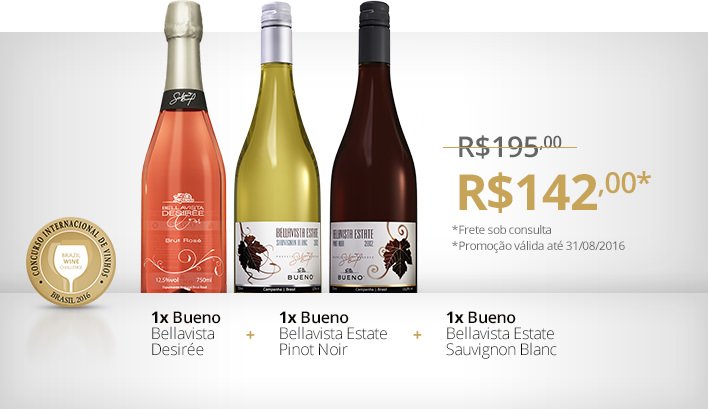 CONCURSO INTERNACIONAL DE VINHOS
BRAZIL
WINE
CHALLENGE
BRASIL 2016
BELLAVISTA
DESIRÉE
Brut Rosé
12,5%vol 750ml
BELLAVISTA ESTATE
SAUVIGNON BLANC
BUENO
Campanha | Brasil
BELLAVISTA ESTATE
PINOT NOIR 2012
BUENO
Campanha | Brasil
R$195,00
R$142,00*
*Frete sob consulta
*Promoção válida até 31/08/2016
1x Bueno
Bellavista
Desirée
+
1x Bueno
Bellavista Estate
Pinot Noir
+
1x Bueno
Bellavista Estate
Sauvignon Blanc